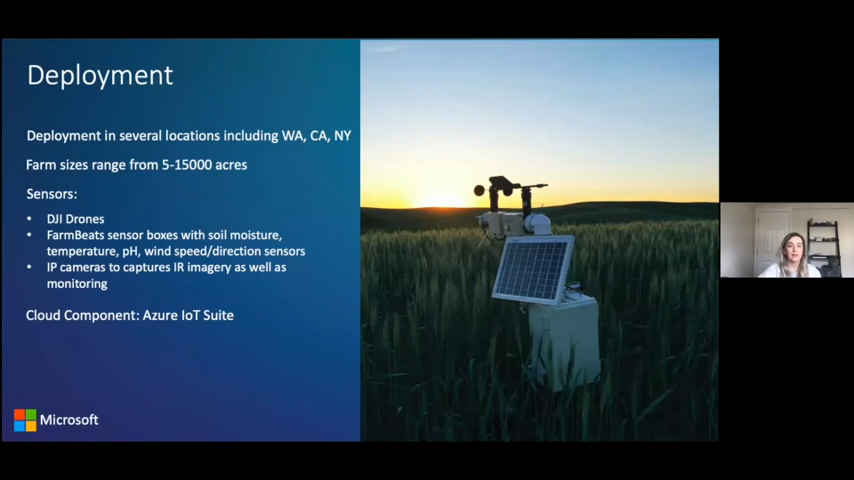 Deployment
Deployment in several locations including WA, CA, NY
Farm sizes range from 5-15000 acres
Sensors:
• DJI Drones
• FarmBeats sensor boxes with soil moisture,
temperature, pH, wind speed/direction sensors
• IP cameras to captures IR imagery as well as
monitoring
Cloud Component: Azure IoT Suite
Microsoft